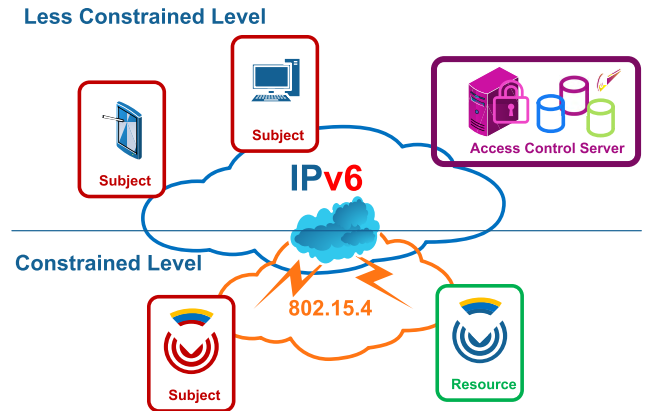 Less Constrained Level
Subject
Subject
Access Control Server
IPv6
Constrained Level
802.15.4
Subject
Resource